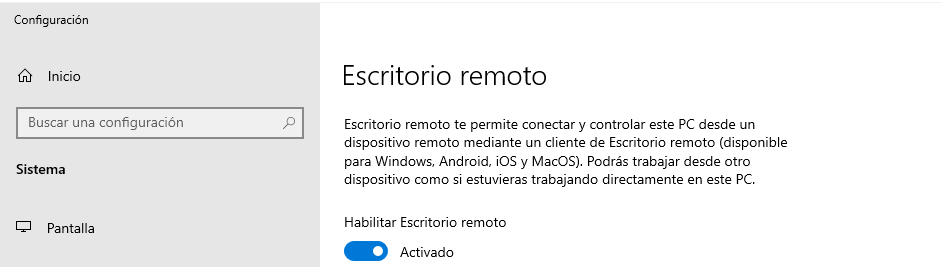 Configuración
Inicio
Buscar una configuración
Sistema
Pantalla
Escritorio remoto
Escritorio remoto te permite conectar y controlar este PC desde un
dispositivo remoto mediante un cliente de Escritorio remoto (disponible
para Windows, Android, iOS y MacOS). Podrás trabajar desde otro
dispositivo como si estuvieras trabajando directamente en este PC.
Habilitar Escritorio remoto
Activado